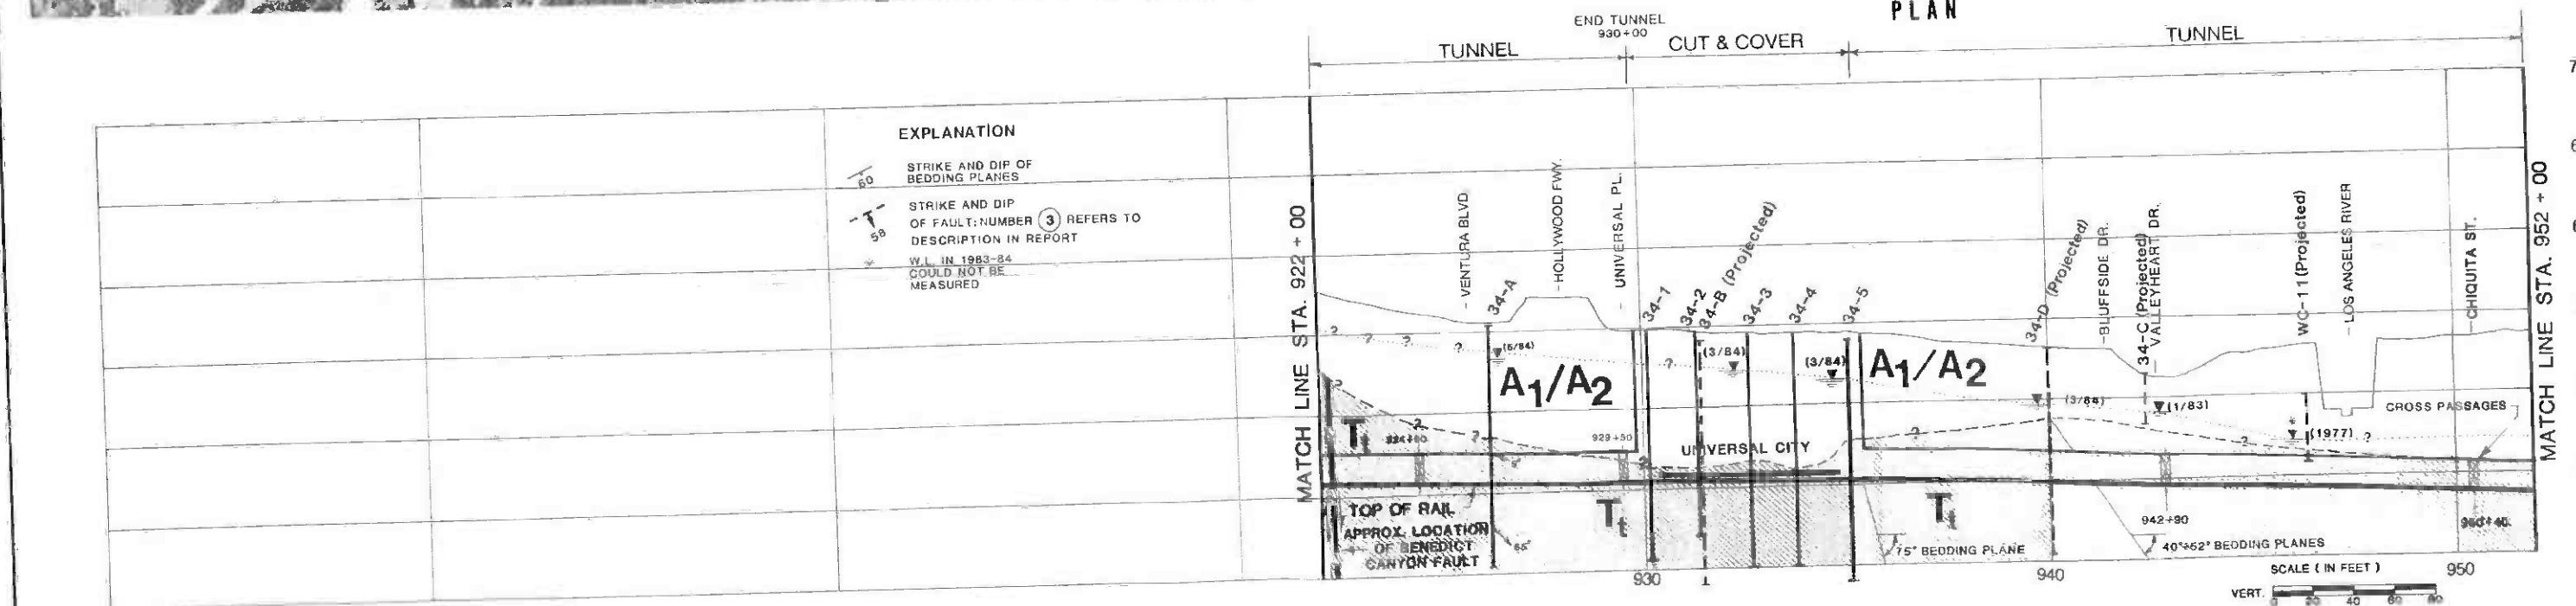 PLAN
END TUNNEL
930+00
TUNNEL
CUT & COVER
TUNNEL
EXPLANATION
60
STRIKE AND DIP OF
BEDDING PLANES
58
STRIKE AND DIP
OF FAULT: NUMBER 3 REFERS TO
DESCRIPTION IN REPORT
*
W.L. IN 1983-84
COULD NOT BE
MEASURED
MATCH LINE STA. 922 + 00
VENTURA BLVD.
34-A
HOLLYWOOD FWY.
UNIVERSAL PL.
34-1
34-2
34-B (Projected)
34-3
34-4
34-5
34-D (Projected)
BLUFFSIDE DR.
34-C (Projected)
VALLEYHEART DR.
WC-11 (Projected)
LOS ANGELES RIVER
CHIQUITA ST.
MATCH LINE STA. 952 + 00
? ? ? ?
(3/84)
?
(3/84)
A1/A2
A1/A2
(3/84)
(1/83)
*
(1977) ?
CROSS PASSAGES
Tt
?
?
929+50
?
UNIVERSAL CITY
?
?
TOP OF RAIL
APPROX. LOCATION
OF BENEDICT
CANYON FAULT
Tt
Tt
75° BEDDING PLANE
942+90
40°+52° BEDDING PLANES
950+40
930
940
950
SCALE ( IN FEET )
VERT.
0 20 40 60 80